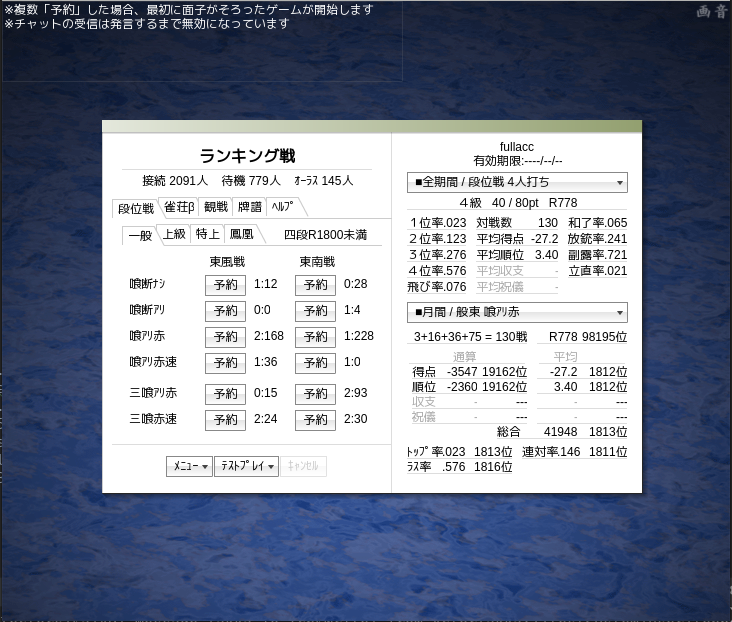 ※複数「予約」した場合、最初に面子がそろったゲームが開始します
※チャットの受信は発言するまで無効になっています
画 音
ランキング戦
接続 2091人 待機 779人 ｵｰﾗｽ 145人
段位戦 雀荘β 観戦 牌譜 ﾍﾙﾌﾟ
一般 上級 特上 鳳凰 四段R1800未満
東風戦 東南戦
喰断ﾅｼ 予約 1:12 予約 0:28
喰断ｱﾘ 予約 0:0 予約 1:4
喰ｱﾘ赤 予約 2:168 予約 1:228
喰ｱﾘ赤速 予約 1:36 予約 1:0
三喰ｱﾘ赤 予約 0:15 予約 2:93
三喰赤速 予約 2:24 予約 2:30
ﾒﾆｭｰ ﾃｽﾄﾌﾟﾚｲ ｷｬﾝｾﾙ
fullacc
有効期限:----/--/--
■全期間 / 段位戦 4人打ち
４級 40 / 80pt R778
１位率.023 対戦数 130 和了率.065
２位率.123 平均得点 -27.2 放銃率.241
３位率.276 平均順位 3.40 副露率.721
４位率.576 平均収支 - 立直率.021
飛び率.076 平均祝儀 -
■月間 / 般東 喰ｱﾘ赤
3+16+36+75 = 130戦 R778 98195位
通算 平均
得点 -3547 19162位 -27.2 1812位
順位 -2360 19162位 3.40 1812位
収支 - --- - ---
祝儀 - --- - ---
総合 41948 1813位
ﾄｯﾌﾟ率.023 1813位 連対率.146 1811位
ﾗｽ率 .576 1816位